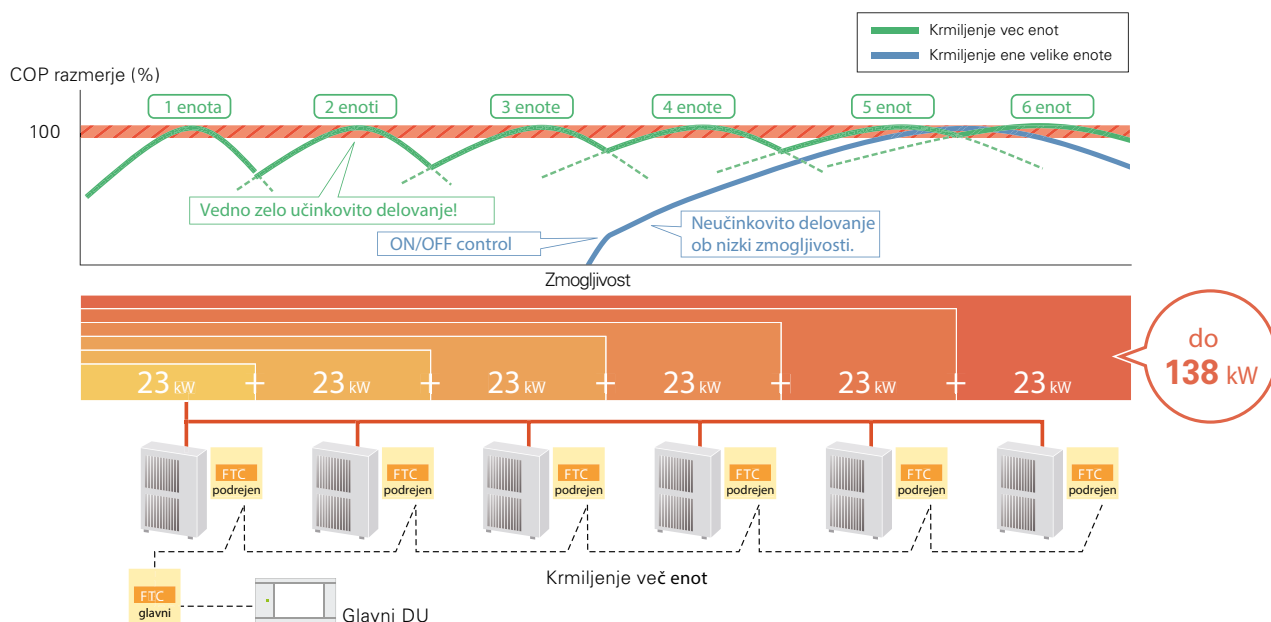 Krmiljenje vec enot
Krmiljenje ene velike enote
COP razmerje (%)
1 enota
2 enoti
3 enote
4 enote
5 enot
6 enot
100
Vedno zelo učinkovito delovanje!
ON/OFF control
Neučinkovito delovanje
ob nizki zmogljivosti.
Zmogljivost
23 kW + 23 kW + 23 kW + 23 kW + 23 kW + 23 kW
do
138 kW
FTC
podrejen
FTC
podrejen
FTC
podrejen
FTC
podrejen
FTC
podrejen
FTC
podrejen
FTC
glavni
Glavni DU
Krmiljenje več enot